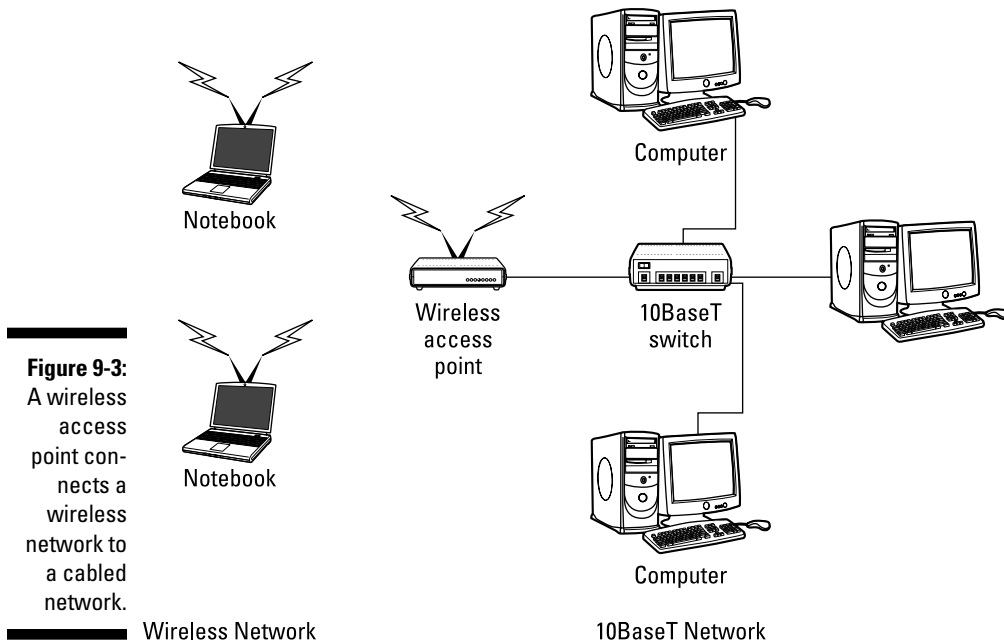 Computer
Notebook
Wireless
access
point
10BaseT
switch
Figure 9-3:
A wireless
access
point con-
nects a
wireless
network to
a cabled
network.
Notebook
Computer
Wireless Network
10BaseT Network